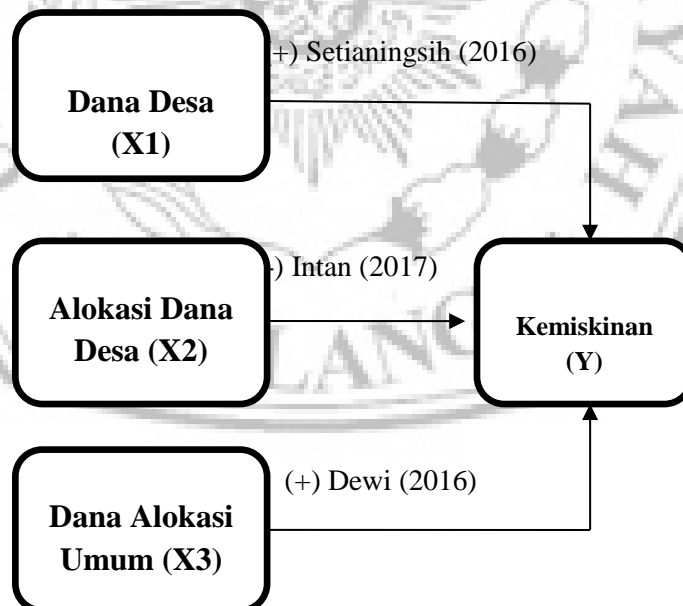 +) Setianingsih (2016)
Dana Desa
(X1)
) Intan (2017)
Alokasi Dana
Desa (X2)
Kemiskinan
(Y)
(+) Dewi (2016)
Dana Alokasi
Umum (X3)